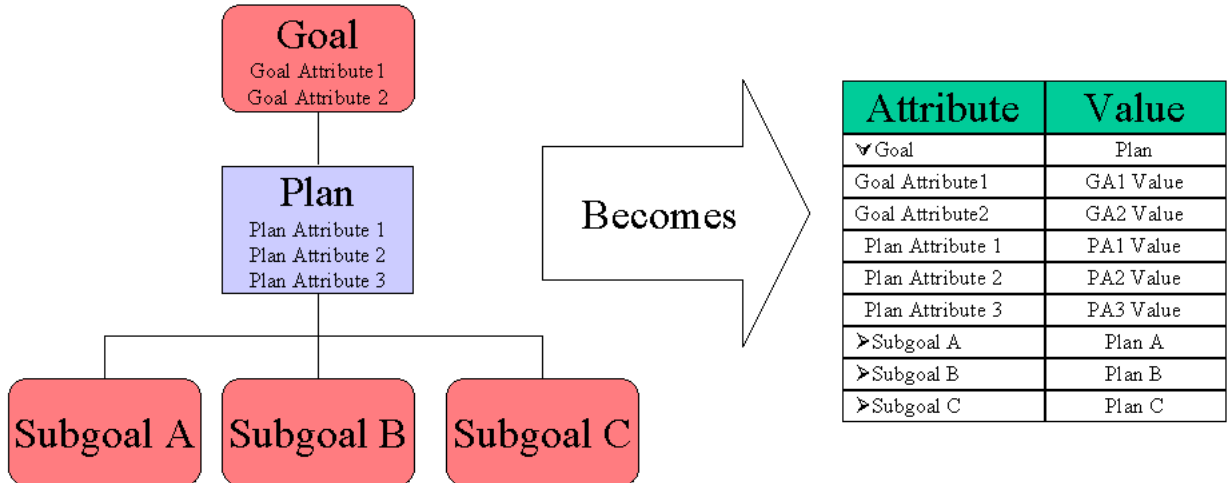 Goal
Goal Attribute1
Goal Attribute 2
Plan
Plan Attribute 1
Plan Attribute 2
Plan Attribute 3
Subgoal A
Subgoal B
Subgoal C
Becomes
Attribute Value
⮟Goal Plan
Goal Attribute1 GA1 Value
Goal Attribute2 GA2 Value
Plan Attribute 1 PA1 Value
Plan Attribute 2 PA2 Value
Plan Attribute 3 PA3 Value
➢Subgoal A Plan A
➢Subgoal B Plan B
➢Subgoal C Plan C